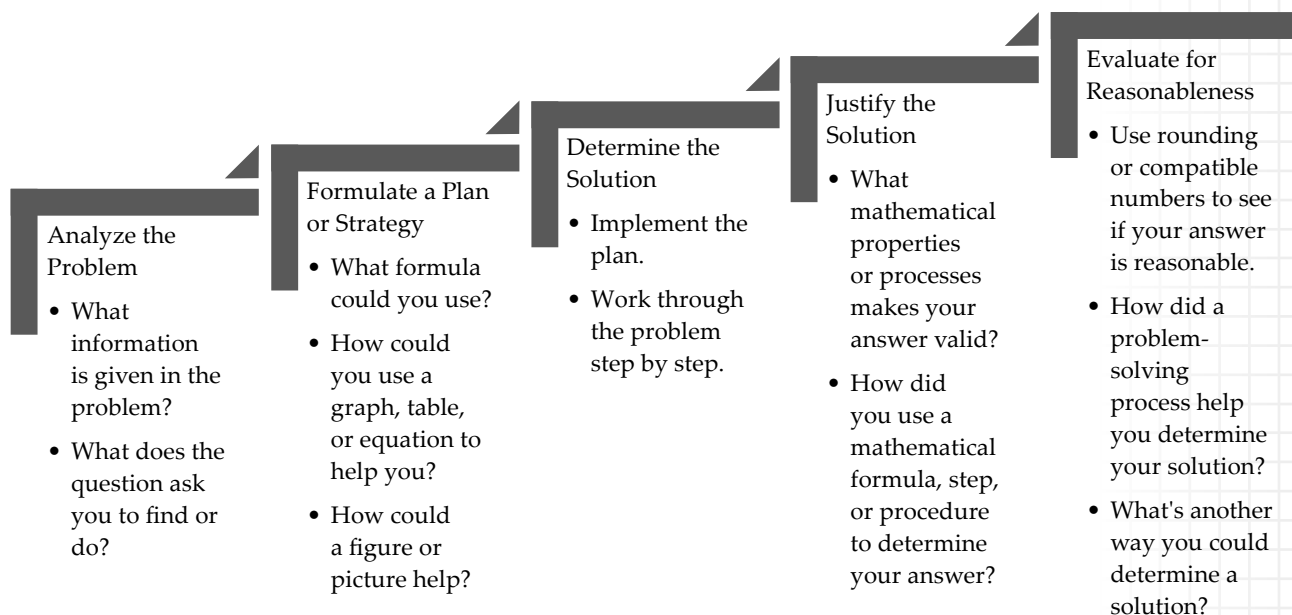 Analyze the
Problem
• What
information
is given in the
problem?
• What does the
question ask
you to find or
do?
Formulate a Plan
or Strategy
• What formula
could you use?
• How could
you use a
graph, table,
or equation to
help you?
• How could
a figure or
picture help?
Determine the
Solution
• Implement the
plan.
• Work through
the problem
step by step.
Justify the
Solution
• What
mathematical
properties
or processes
makes your
answer valid?
• How did
you use a
mathematical
formula, step,
or procedure
to determine
your answer?
Evaluate for
Reasonableness
• Use rounding
or compatible
numbers to see
if your answer
is reasonable.
• How did a
problem-
solving
process help
you determine
your solution?
• What's another
way you could
determine a
solution?